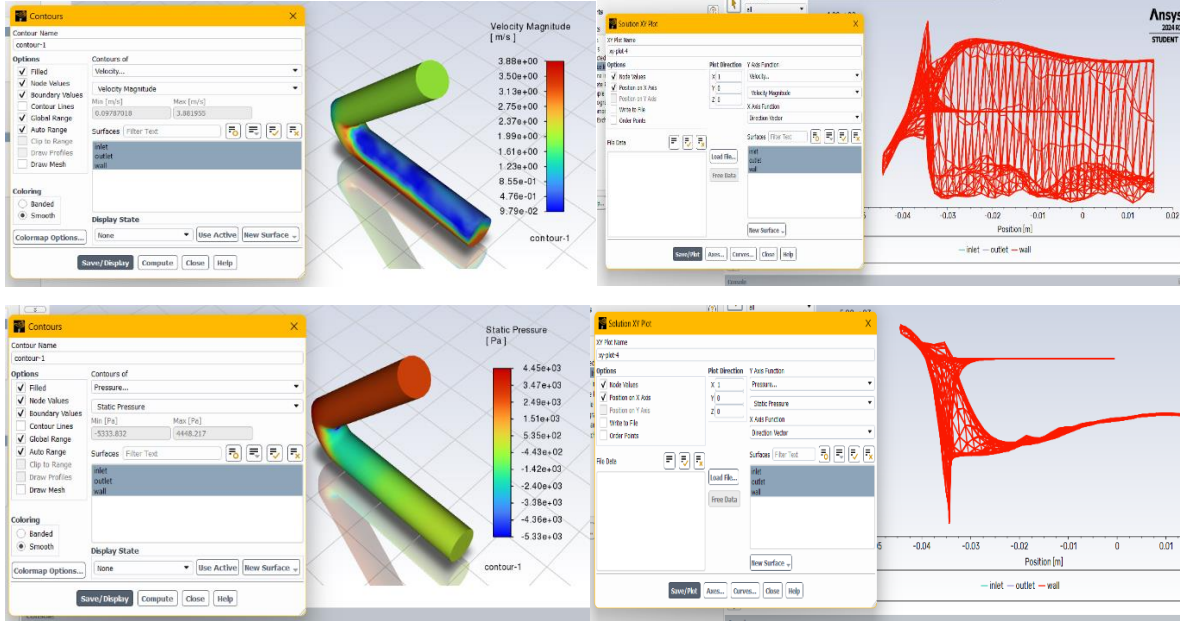 Contours
Contour Name
contour-1
Options
Contours of
Filled
Velocity...
Node Values
Velocity Magnitude
Boundary Values
Contour Lines
Min [m/s]
Max [m/s]
Global Range
0.09787018
3.881955
Auto Range
Clip to Range
Surfaces
Filter Text
Draw Profiles
inlet
Draw Mesh
outlet
wall
Coloring
Banded
Smooth
Display State
Colormap Options...
None
Use Active
New Surface
Save/Display
Compute
Close
Help
Velocity Magnitude
[ m/s ]
3.88e+00
3.50e+00
3.13e+00
2.75e+00
2.37e+00
1.99e+00
1.61e+00
1.23e+00
8.55e-01
4.76e-01
9.79e-02
contour-1
Solution XY Plot
XY Plot Name
xy-plot-4
Options
Plot Direction
Y Axis Function
Node Values
X 1
Velocity...
Position on X Axis
Y 0
Velocity Magnitude
Position on Y Axis
Z 0
X Axis Function
Write to File
Direction Vector
Order Points
File Data
Surfaces
Filter Text
inlet
outlet
wall
Load File...
Free Data
New Surface
Save/Plot
Axes...
Curves...
Close
Help
all
Ansys
STUDENT
-0.04
-0.03
-0.02
-0.01
0
0.01
0.02
Position [m]
inlet
outlet
wall
Contours
Contour Name
contour-1
Options
Contours of
Filled
Pressure...
Node Values
Static Pressure
Boundary Values
Contour Lines
Min [Pa]
Max [Pa]
Global Range
-5333.832
4448.217
Auto Range
Clip to Range
Surfaces
Filter Text
Draw Profiles
inlet
Draw Mesh
outlet
wall
Coloring
Banded
Smooth
Display State
Colormap Options...
None
Use Active
New Surface
Save/Display
Compute
Close
Help
Static Pressure
[ Pa ]
4.45e+03
3.47e+03
2.49e+03
1.51e+03
5.35e+02
-4.43e+02
-1.42e+03
-2.40e+03
-3.38e+03
-4.36e+03
-5.33e+03
contour-1
Solution XY Plot
XY Plot Name
xy-plot-4
Options
Plot Direction
Y Axis Function
Node Values
X 1
Pressure...
Position on X Axis
Y 0
Static Pressure
Position on Y Axis
Z 0
X Axis Function
Write to File
Direction Vector
Order Points
File Data
Surfaces
Filter Text
inlet
outlet
wall
Load File...
Free Data
New Surface
Save/Plot
Axes...
Curves...
Close
Help
all
-0.04
-0.03
-0.02
-0.01
0
0.01
Position [m]
inlet
outlet
wall